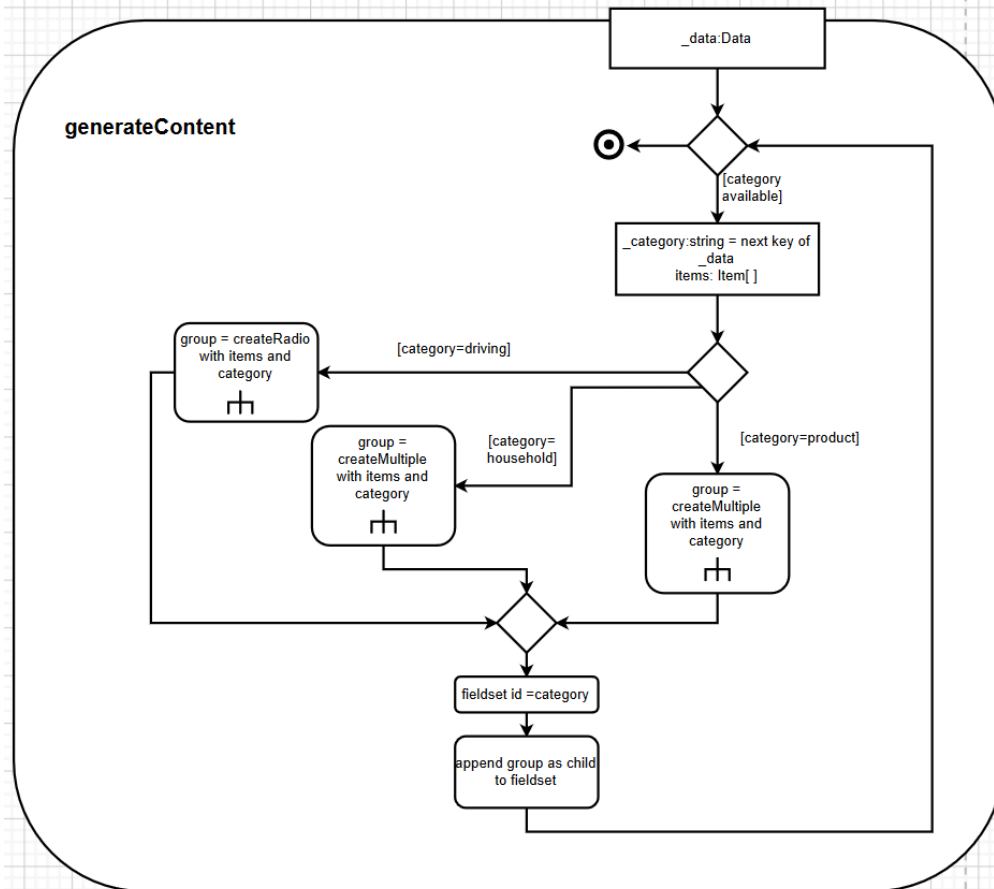 _data:Data
generateContent
[category
available]
_category:string = next key of
_data
items: Item[ ]
group = createRadio
with items and
category
[category=driving]
group =
createMultiple
with items and
category
[category=
household]
[category=product]
group =
createMultiple
with items and
category
fieldset id =category
append group as child
to fieldset